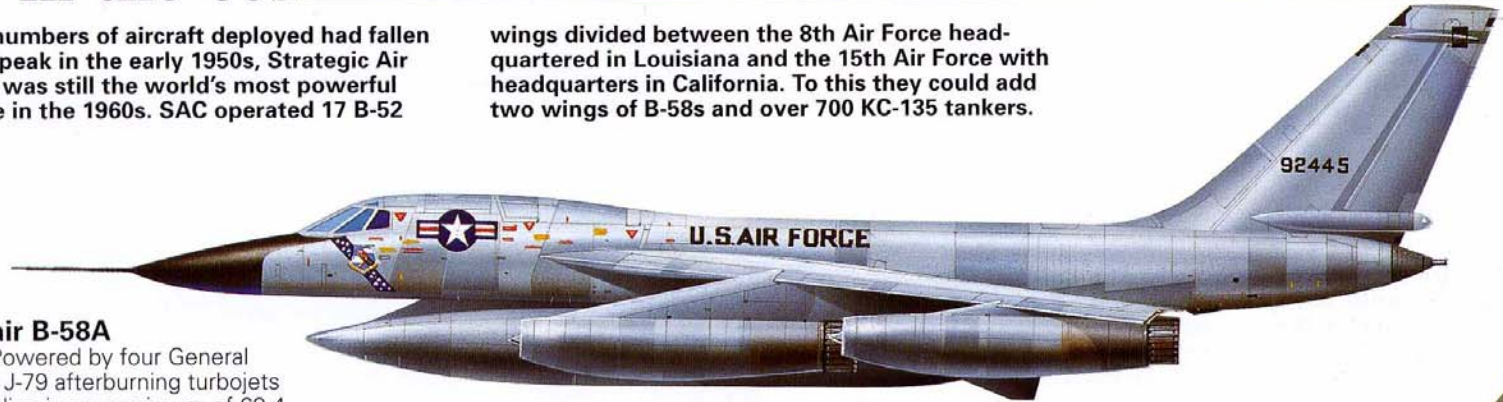 numbers of aircraft deployed had fallen
peak in the early 1950s, Strategic Air
was still the world's most powerful
in the 1960s. SAC operated 17 B-52
wings divided between the 8th Air Force head-
quartered in Louisiana and the 15th Air Force with
headquarters in California. To this they could add
two wings of B-58s and over 700 KC-135 tankers.
92445
U.S.AIR FORCE
air B-58A
Powered by four General
J-79 afterburning turbojets